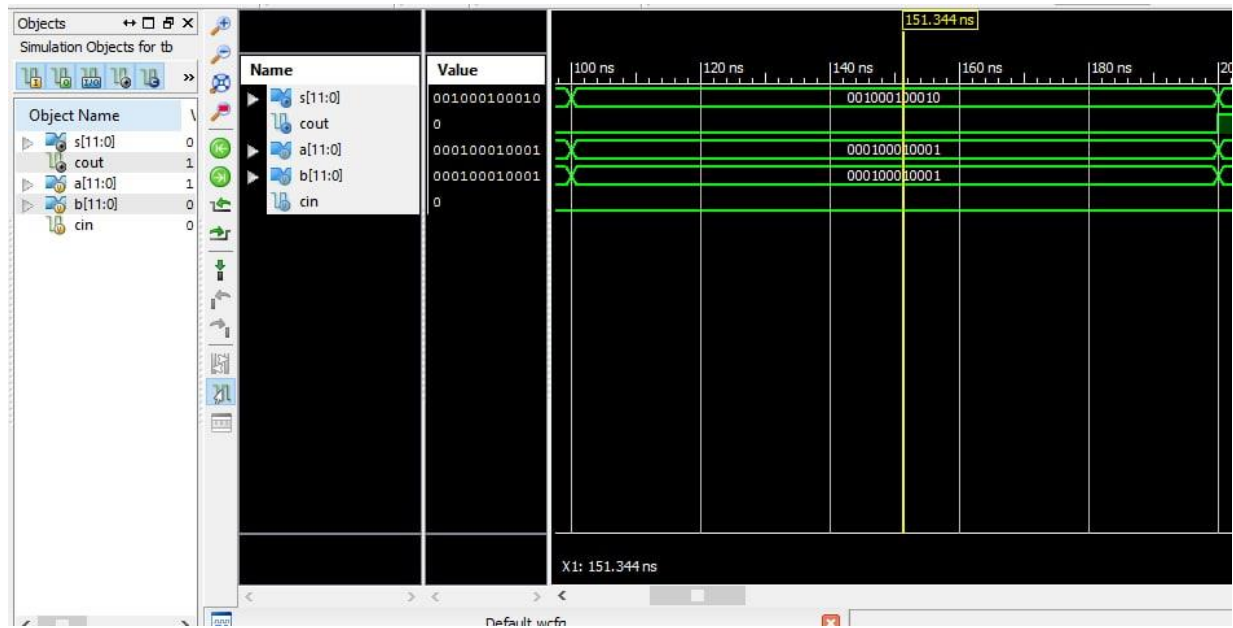 Objects
Simulation Objects for tb
Object Name
s[11:0] 0
cout 1
a[11:0] 1
b[11:0] 0
cin 0
Name Value
s[11:0] 001000100010
cout 0
a[11:0] 000100010001
b[11:0] 000100010001
cin 0
151.344 ns
100 ns 120 ns 140 ns 160 ns 180 ns 20
001000100010
000100010001
000100010001
X1: 151.344 ns
Default.wcfg